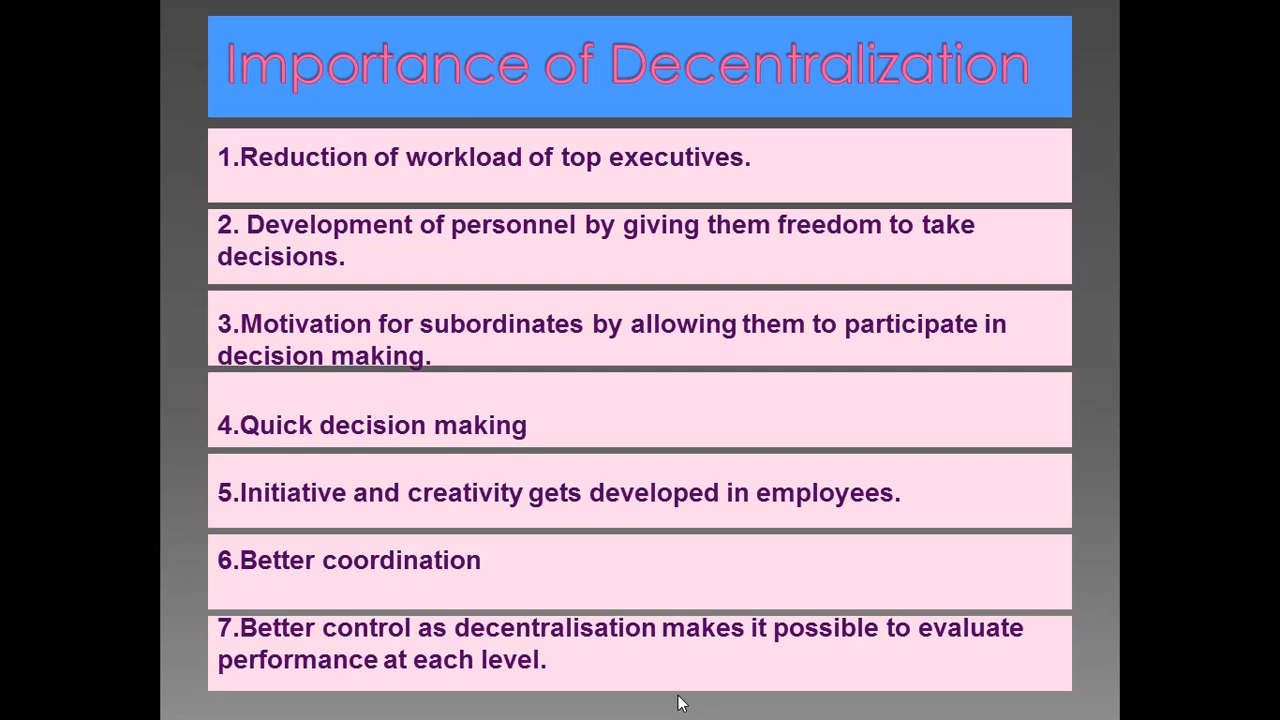 Importance of Decentralization
1.Reduction of workload of top executives.
2. Development of personnel by giving them freedom to take
decisions.
3.Motivation for subordinates by allowing them to participate in
decision making.
4.Quick decision making
5.Initiative and creativity gets developed in employees.
6.Better coordination
7.Better control as decentralisation makes it possible to evaluate
performance at each level.